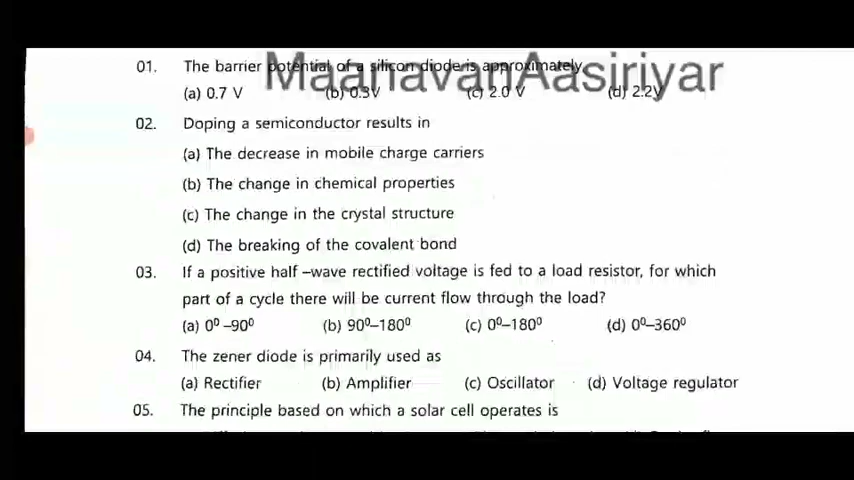 MaanavanAasiriyar
01. The barrier potential of a silicon diode is approximately
(a) 0.7 V (b) 0.3V (c) 2.0 V (d) 2.2V
02. Doping a semiconductor results in
(a) The decrease in mobile charge carriers
(b) The change in chemical properties
(c) The change in the crystal structure
(d) The breaking of the covalent bond
03. If a positive half –wave rectified voltage is fed to a load resistor, for which
part of a cycle there will be current flow through the load?
(a) 0⁰ –90⁰ (b) 90⁰–180⁰ (c) 0⁰–180⁰ (d) 0⁰–360⁰
04. The zener diode is primarily used as
(a) Rectifier (b) Amplifier (c) Oscillator (d) Voltage regulator
05. The principle based on which a solar cell operates is